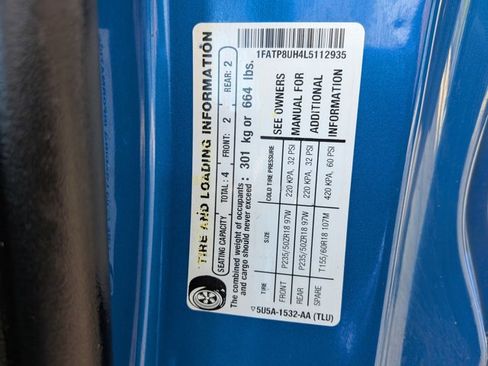 TIRE AND LOADING INFORMATION
1FATP8UH4L5112935
SEATING CAPACITY TOTAL: 4 FRONT: 2 REAR: 2
The combined weight of occupants
and cargo should never exceed: 301 kg or 664 lbs.
TIRE SIZE COLD TIRE PRESSURE SEE OWNERS
FRONT P235/50ZR18 97W 220 KPA, 32 PSI MANUAL FOR
REAR P235/50ZR18 97W 220 KPA, 32 PSI ADDITIONAL
SPARE T155/60R18 107M 420 KPA, 60 PSI INFORMATION
5U5A-1532-AA (TLU)